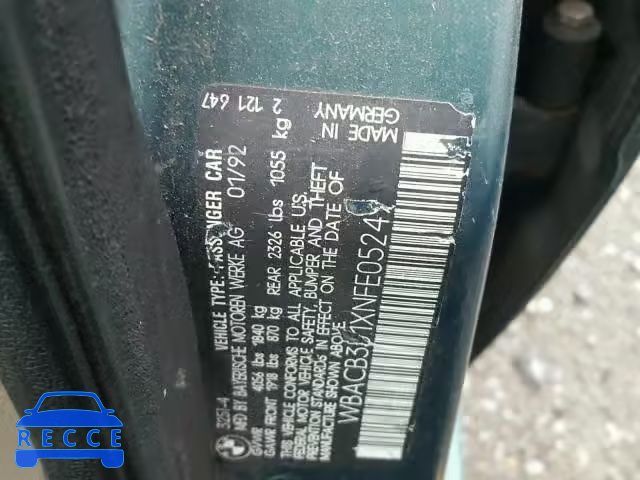 325i-4 VEHICLE TYPE: PASSENGER CAR 2 121 647
MFD BY BAYERISCHE MOTOREN WERKE AG 01/92
GVWR 4056 lbs 1840 kg
GAWR FRONT 1918 lbs 870 kg REAR 2326 lbs 1055 kg
THIS VEHICLE CONFORMS TO ALL APPLICABLE U.S.
FEDERAL MOTOR VEHICLE SAFETY, BUMPER AND THEFT
PREVENTION STANDARDS IN EFFECT ON THE DATE OF
MANUFACTURE SHOWN ABOVE.
MADE IN
GERMANY
RECCE